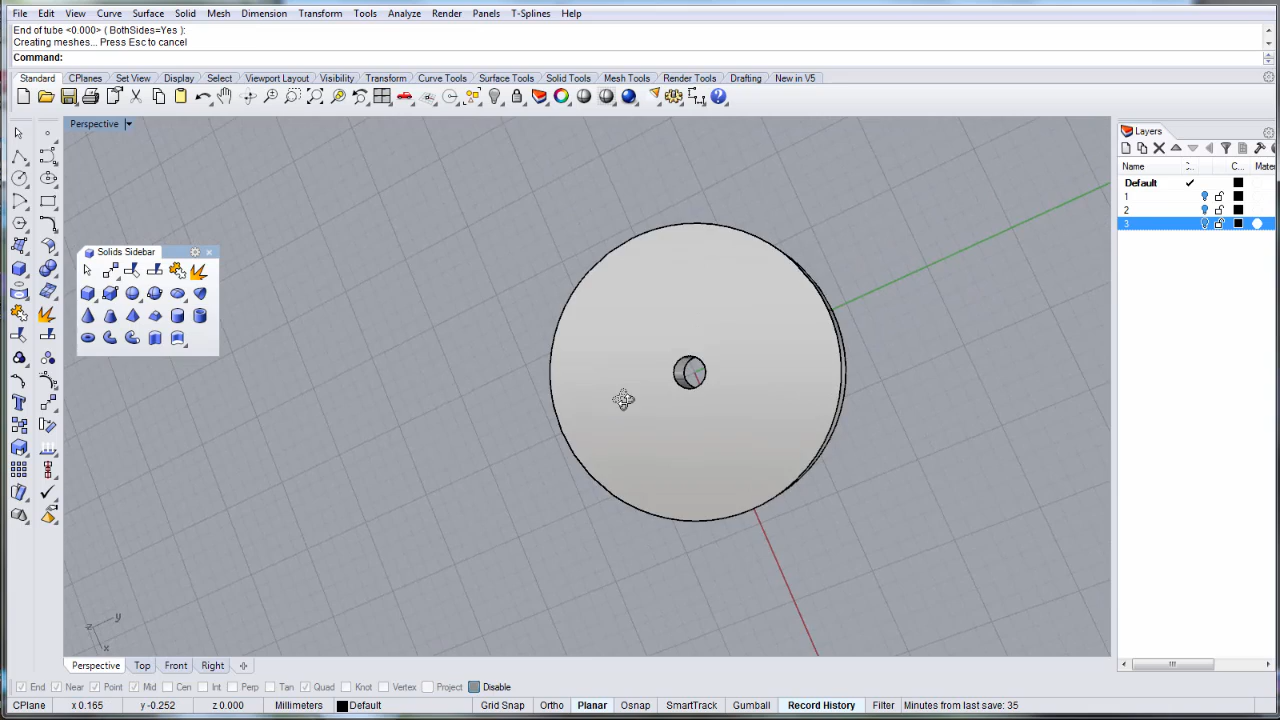 File Edit View Curve Surface Solid Mesh Dimension Transform Tools Analyze Render Panels T-Splines Help
End of tube <0.000> ( BothSides=Yes ):
Creating meshes... Press Esc to cancel
Command:
Standard CPlanes Set View Display Select Viewport Layout Visibility Transform Curve Tools Surface Tools Solid Tools Mesh Tools Render Tools Drafting New in V5
Perspective
Layers
Name C... Mater
Default
1
2
3
Solids Sidebar
z y
x
Perspective Top Front Right
End Near Point Mid Cen Int Perp Tan Quad Knot Vertex Project Disable
CPlane x 0.165 y -0.252 z 0.000 Millimeters Default Grid Snap Ortho Planar Osnap SmartTrack Gumball Record History Filter Minutes from last save: 35